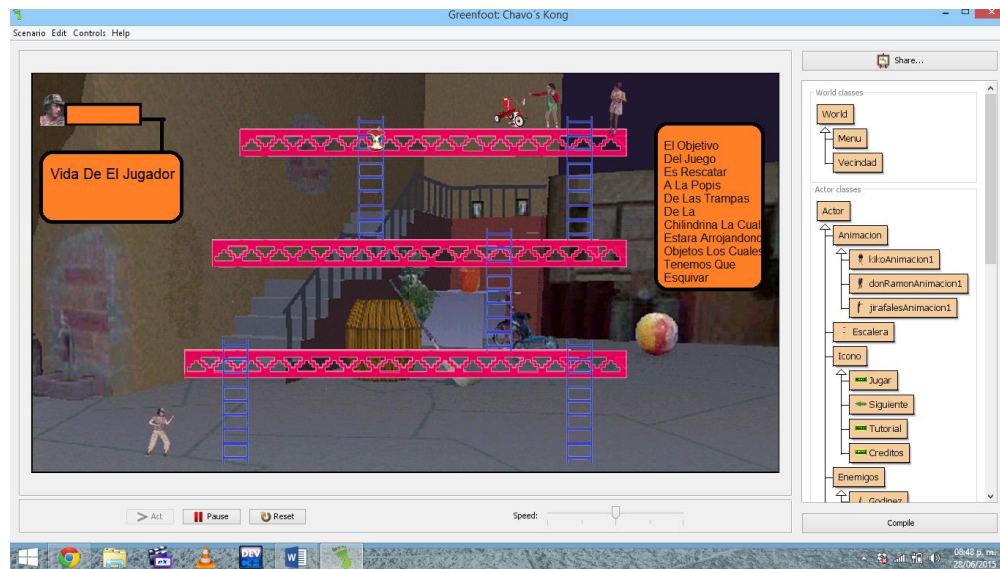 Greenfoot: Chavo´s Kong
Scenario Edit Controls Help
Vida De El Jugador
El Objetivo
Del Juego
Es Rescatar
A La Popis
De Las Trampas
De La
Chilindrina La Cual
Estara Arrojandono
Objetos Los Cuales
Tenemos Que
Esquivar
Share...
World classes
World
Menu
Vecindad
Actor classes
Actor
Animacion
kikoAnimacion1
donRamonAnimacion1
jirafalesAnimacion1
Escalera
Icono
Jugar
Siguiente
Tutorial
Creditos
Enemigos
Godinez
Act Pause Reset Speed:
Compile
DEV
08:48 p. m.
28/06/2015